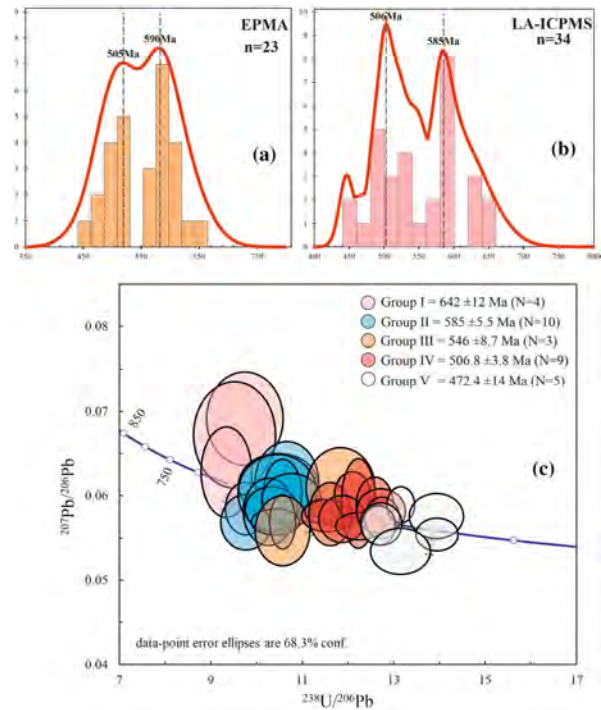 EPMA
n=23
505Ma
590Ma
(a)
350
450
550
650
750
LA-ICPMS
n=34
506Ma
585Ma
(b)
400
450
500
550
600
650
700
750
800
Group I = 642 ±12 Ma (N=4)
Group II = 585 ±5.5 Ma (N=10)
Group III = 546 ±8.7 Ma (N=3)
Group IV = 506.8 ±3.8 Ma (N=9)
Group V = 472.4 ±14 Ma (N=5)
(c)
850
750
0.08
0.07
0.06
0.05
0.04
²⁰⁷Pb/²⁰⁶Pb
data-point error ellipses are 68.3% conf.
7
9
11
13
15
17
²³⁸U/²⁰⁶Pb